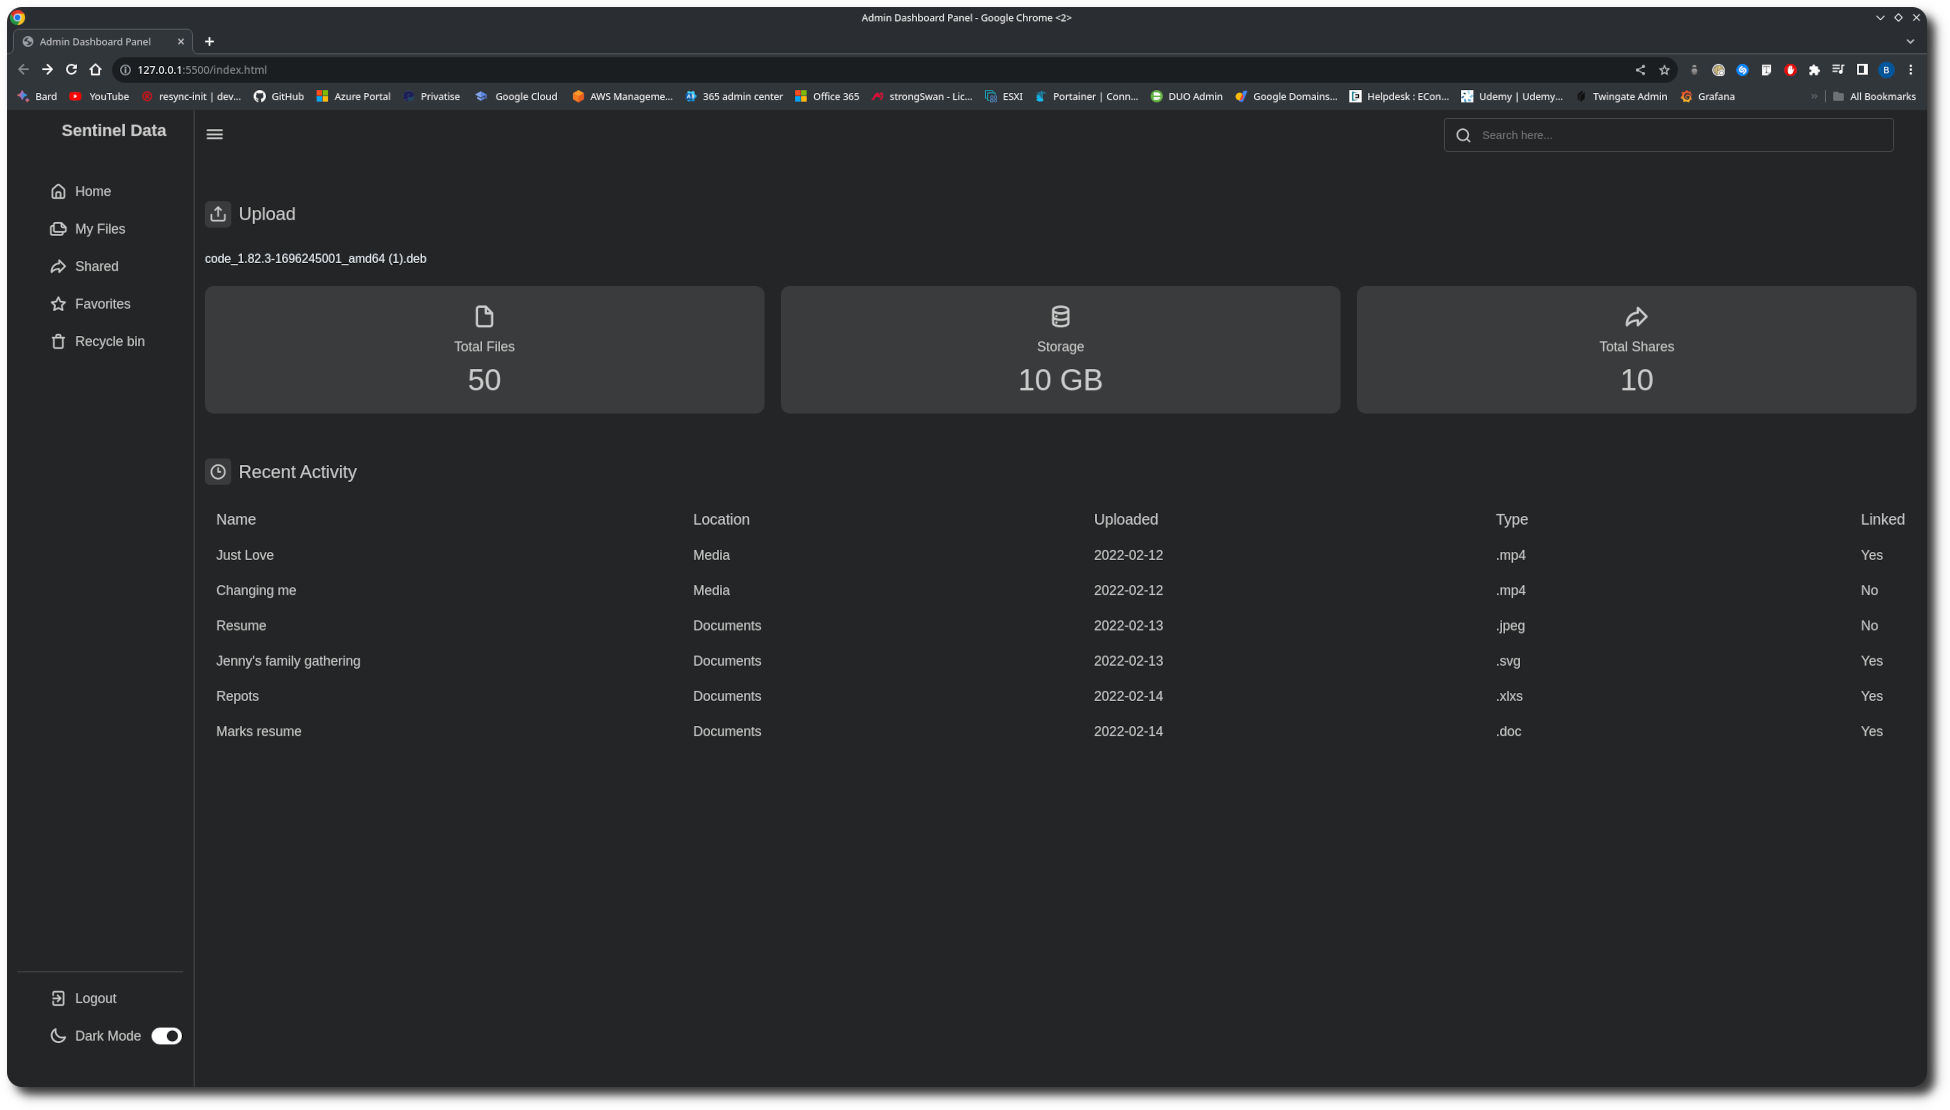 Admin Dashboard Panel - Google Chrome <2>
Admin Dashboard Panel
127.0.0.1:5500/index.html
B
Bard YouTube resync-init | dev... GitHub Azure Portal Privatise Google Cloud AWS Manageme... 365 admin center Office 365 strongSwan - Lic... ESXI Portainer | Conn... DUO Admin Google Domains... Helpdesk : ECon... Udemy | Udemy... Twingate Admin Grafana » All Bookmarks
Sentinel Data
Search here...
Home
My Files
Shared
Favorites
Recycle bin
Upload
code_1.82.3-1696245001_amd64 (1).deb
Total Files
50
Storage
10 GB
Total Shares
10
Recent Activity
Name Location Uploaded Type Linked
Just Love Media 2022-02-12 .mp4 Yes
Changing me Media 2022-02-12 .mp4 No
Resume Documents 2022-02-13 .jpeg No
Jenny's family gathering Documents 2022-02-13 .svg Yes
Repots Documents 2022-02-14 .xlxs Yes
Marks resume Documents 2022-02-14 .doc Yes
Logout
Dark Mode